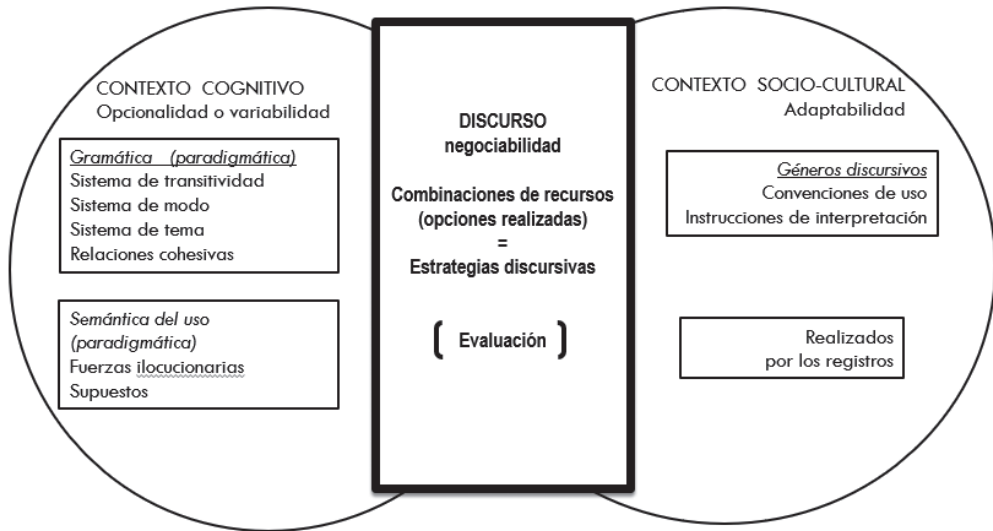 CONTEXTO COGNITIVO
Opcionalidad o variabilidad
Gramática (paradigmática)
Sistema de transitividad
Sistema de modo
Sistema de tema
Relaciones cohesivas
Semántica del uso
(paradigmática)
Fuerzas ilocucionarias
Supuestos
DISCURSO
negociabilidad
Combinaciones de recursos
(opciones realizadas)
=
Estrategias discursivas
[ Evaluación ]
CONTEXTO SOCIO-CULTURAL
Adaptabilidad
Géneros discursivos
Convenciones de uso
Instrucciones de interpretación
Realizados
por los registros